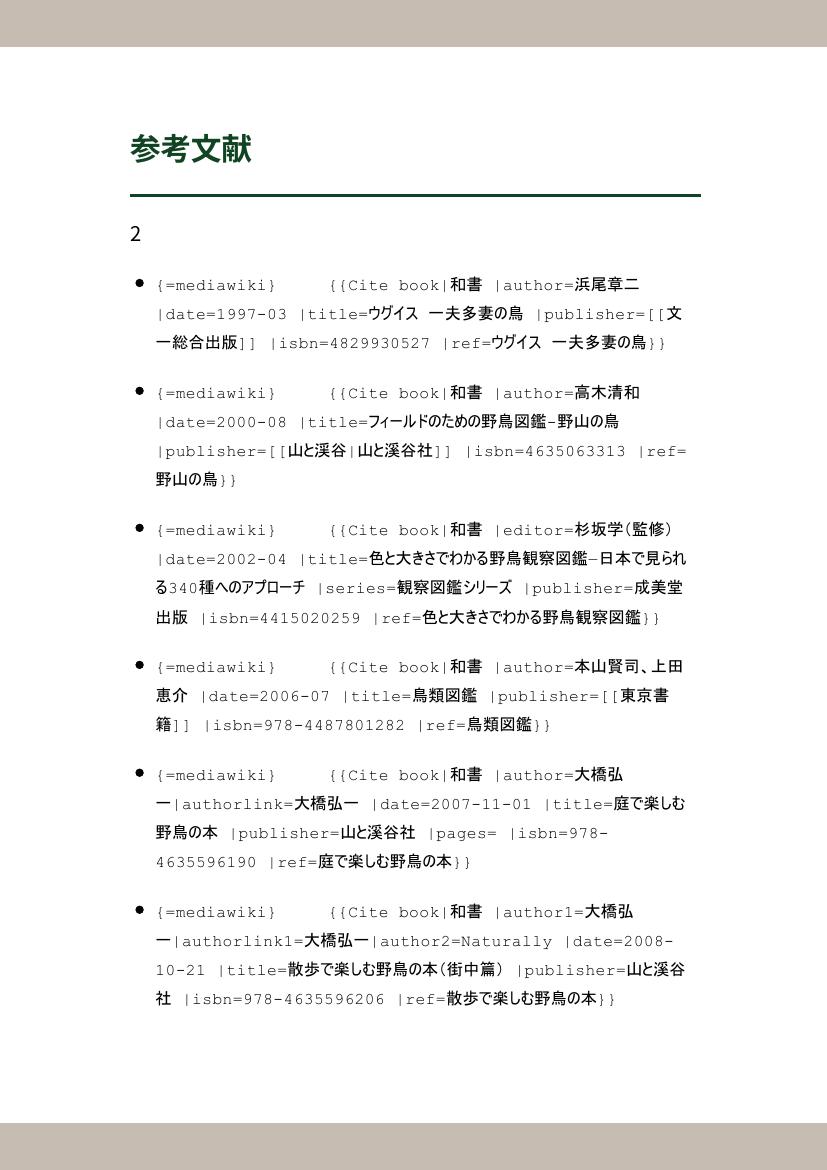 参考文献
2
{=mediawiki} {{Cite book|和書 |author=浜尾章二
|date=1997-03 |title=ウグイス 一夫多妻の鳥 |publisher=[[文
一総合出版]] |isbn=4829930527 |ref=ウグイス 一夫多妻の鳥}}
{=mediawiki} {{Cite book|和書 |author=高木清和
|date=2000-08 |title=フィールドのための野鳥図鑑-野山の鳥
|publisher=[[山と溪谷|山と溪谷社]] |isbn=4635063313 |ref=
野山の鳥}}
{=mediawiki} {{Cite book|和書 |editor=杉坂学(監修)
|date=2002-04 |title=色と大きさでわかる野鳥観察図鑑—日本で見られ
る340種へのアプローチ |series=観察図鑑シリーズ |publisher=成美堂
出版 |isbn=4415020259 |ref=色と大きさでわかる野鳥観察図鑑}}
{=mediawiki} {{Cite book|和書 |author=本山賢司、上田
恵介 |date=2006-07 |title=鳥類図鑑 |publisher=[[東京書
籍]] |isbn=978-4487801282 |ref=鳥類図鑑}}
{=mediawiki} {{Cite book|和書 |author=大橋弘
一|authorlink=大橋弘一 |date=2007-11-01 |title=庭で楽しむ
野鳥の本 |publisher=山と溪谷社 |pages= |isbn=978-
4635596190 |ref=庭で楽しむ野鳥の本}}
{=mediawiki} {{Cite book|和書 |author1=大橋弘
一|authorlink1=大橋弘一|author2=Naturally |date=2008-
10-21 |title=散歩で楽しむ野鳥の本(街中篇) |publisher=山と溪谷
社 |isbn=978-4635596206 |ref=散歩で楽しむ野鳥の本}}